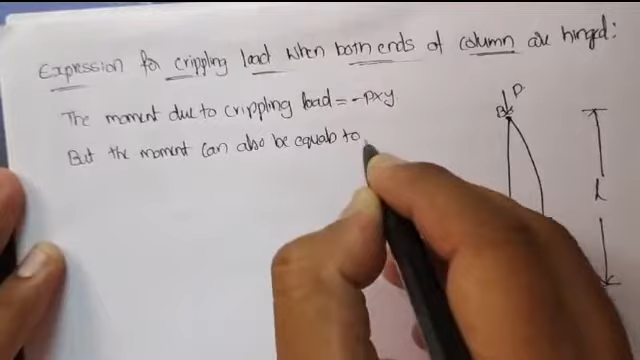 Expression for crippling load when both ends of column are hinged:
The moment due to crippling load = -P×y.
But the moment can also be equals to
P
B
l